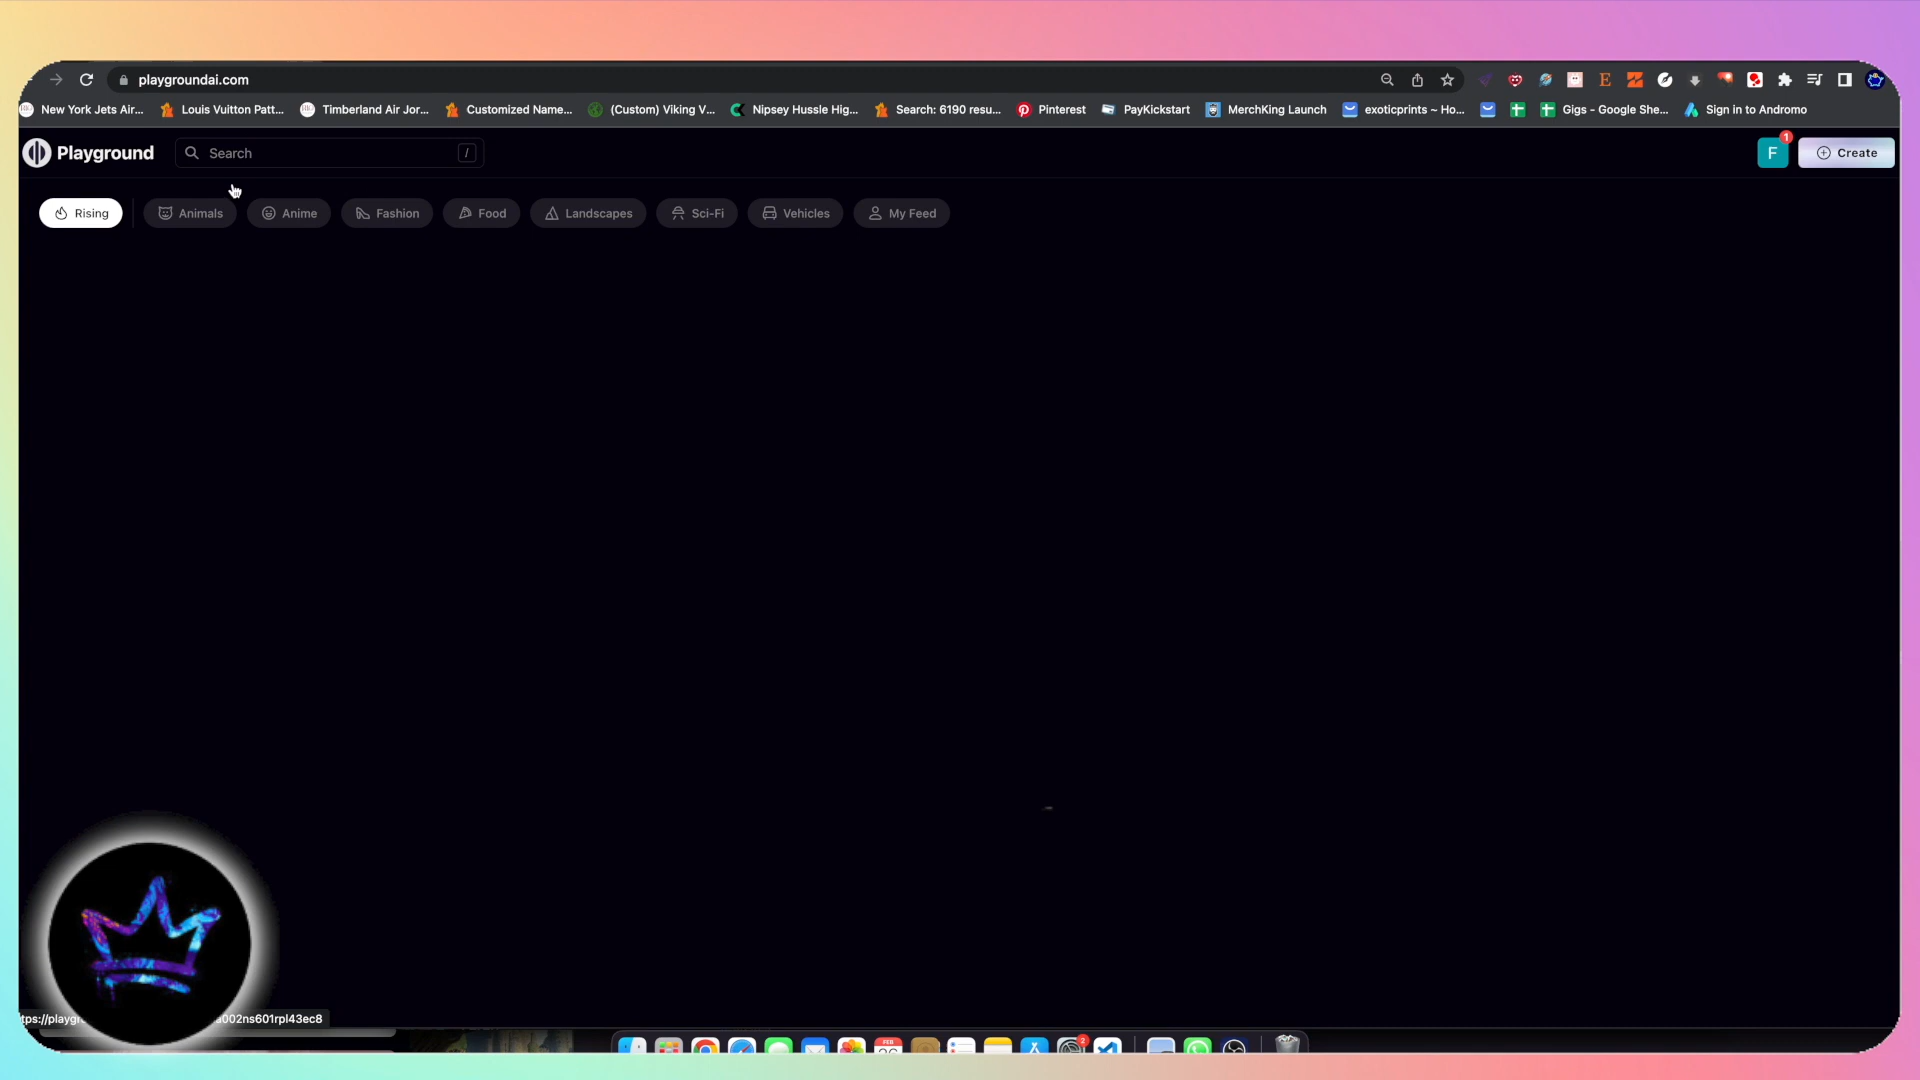 playgroundai.com
New York Jets Air... Louis Vuitton Patt... Timberland Air Jor... Customized Name... (Custom) Viking V... Nipsey Hussle Hig... Search: 6190 resu... Pinterest PayKickstart MerchKing Launch exoticprints ~ Ho... Gigs - Google She... Sign in to Andromo
Playground Search / F 1 Create
Rising Animals Anime Fashion Food Landscapes Sci-Fi Vehicles My Feed
tps://playgr 002ns601rpl43ec8
FEB 2